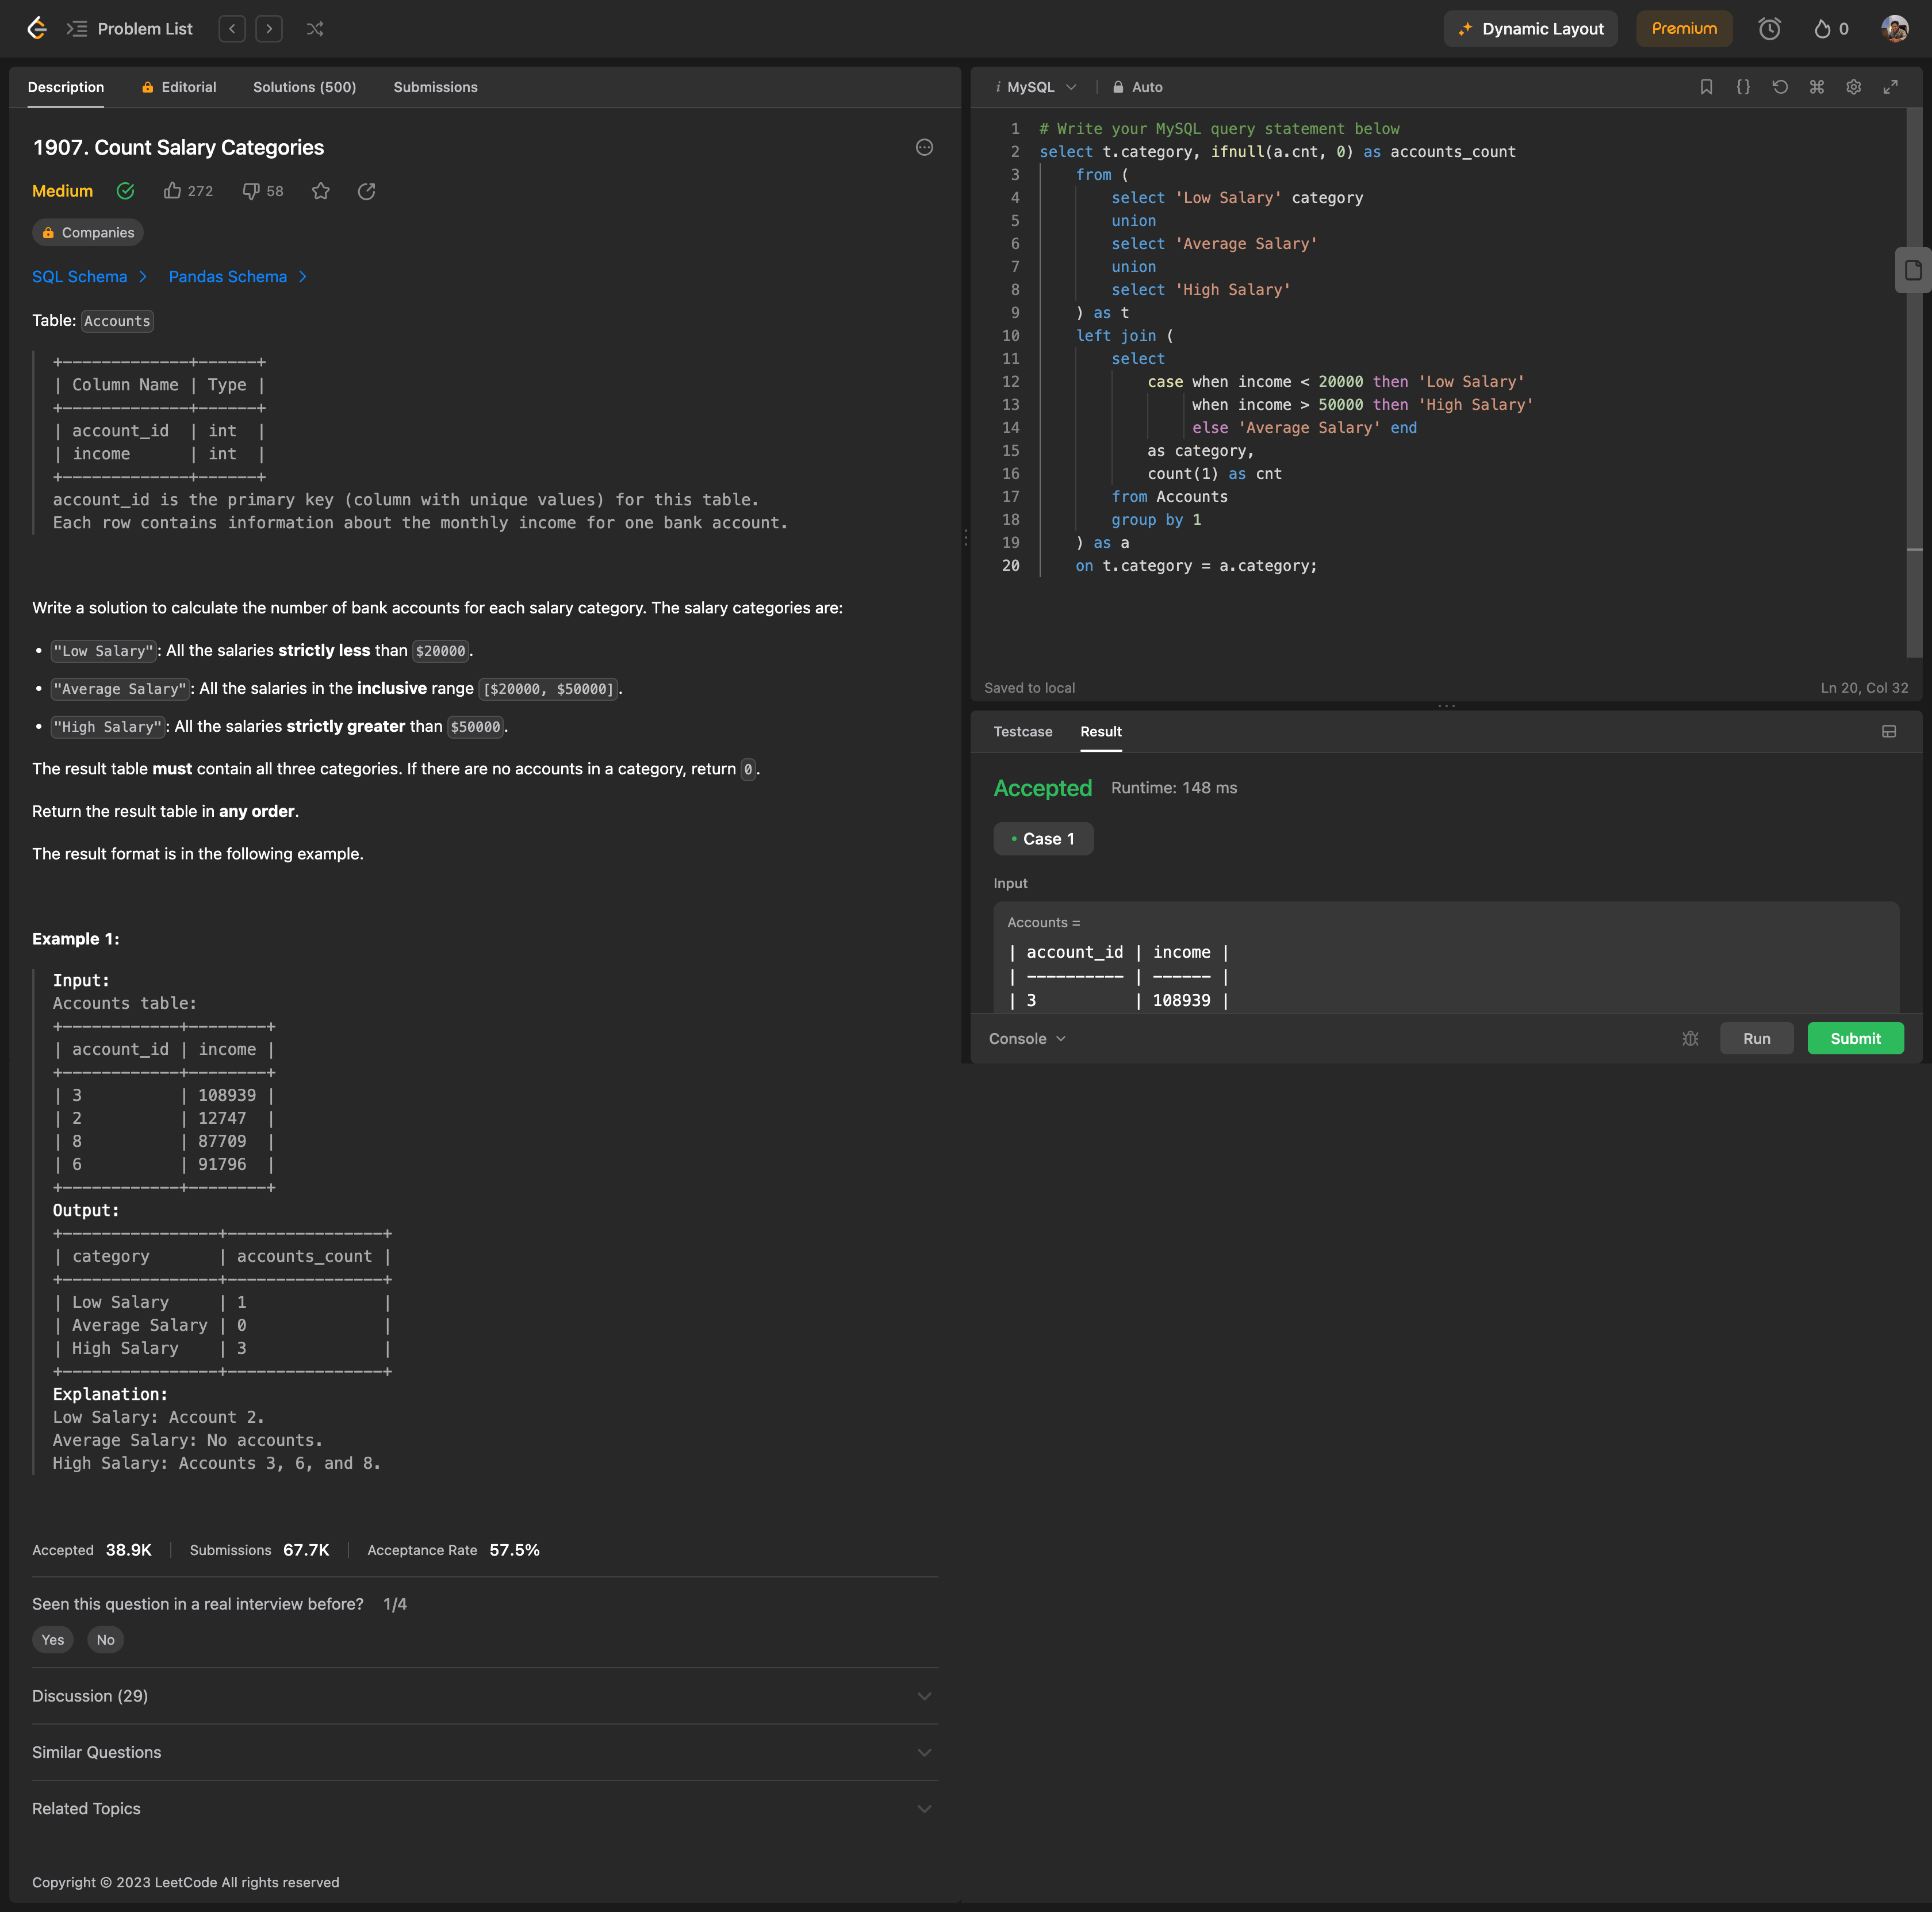 Problem List
Dynamic Layout
Premium
0
Description
Editorial
Solutions (500)
Submissions
1907. Count Salary Categories
Medium
272
58
Companies
SQL Schema
Pandas Schema
Table: Accounts
+-------------+------+
| Column Name | Type |
+-------------+------+
| account_id  | int  |
| income      | int  |
+-------------+------+
account_id is the primary key (column with unique values) for this table.
Each row contains information about the monthly income for one bank account.
Write a solution to calculate the number of bank accounts for each salary category. The salary categories are:
• "Low Salary": All the salaries strictly less than $20000.
• "Average Salary": All the salaries in the inclusive range [$20000, $50000].
• "High Salary": All the salaries strictly greater than $50000.
The result table must contain all three categories. If there are no accounts in a category, return 0.
Return the result table in any order.
The result format is in the following example.
Example 1:
Input:
Accounts table:
+------------+--------+
| account_id | income |
+------------+--------+
| 3          | 108939 |
| 2          | 12747  |
| 8          | 87709  |
| 6          | 91796  |
+------------+--------+
Output:
+----------------+----------------+
| category       | accounts_count |
+----------------+----------------+
| Low Salary     | 1              |
| Average Salary | 0              |
| High Salary    | 3              |
+----------------+----------------+
Explanation:
Low Salary: Account 2.
Average Salary: No accounts.
High Salary: Accounts 3, 6, and 8.
Accepted 38.9K
Submissions 67.7K
Acceptance Rate 57.5%
Seen this question in a real interview before? 1/4
Yes
No
Discussion (29)
Similar Questions
Related Topics
Copyright © 2023 LeetCode All rights reserved
i MySQL
Auto
1 # Write your MySQL query statement below
2 select t.category, ifnull(a.cnt, 0) as accounts_count
3     from (
4         select 'Low Salary' category
5         union
6         select 'Average Salary'
7         union
8         select 'High Salary'
9     ) as t
10     left join (
11         select
12             case when income < 20000 then 'Low Salary'
13                  when income > 50000 then 'High Salary'
14                  else 'Average Salary' end
15             as category,
16             count(1) as cnt
17         from Accounts
18         group by 1
19     ) as a
20     on t.category = a.category;
Saved to local
Ln 20, Col 32
Testcase
Result
Accepted
Runtime: 148 ms
• Case 1
Input
Accounts =
| account_id | income |
| ---------- | ------ |
| 3          | 108939 |
Console
Run
Submit